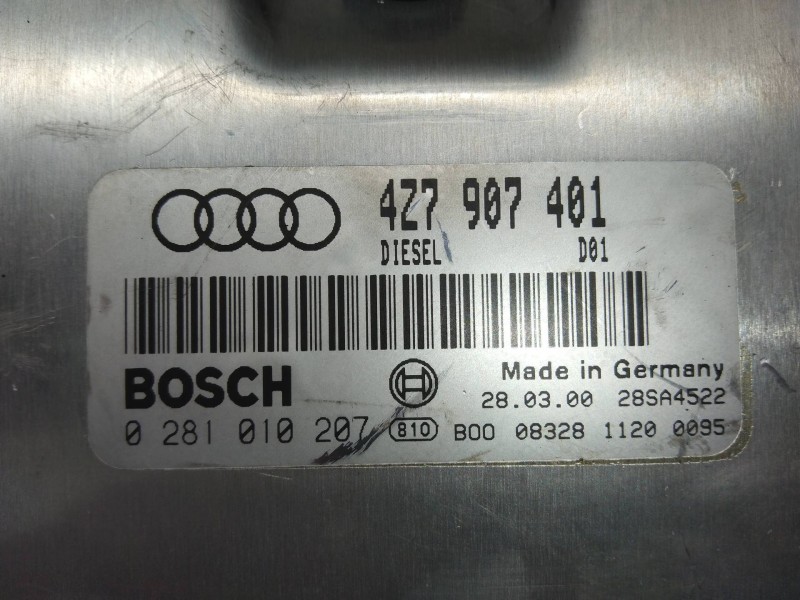 4Z7 907 401
DIESEL D01
BOSCH
Made in Germany
28.03.00 28SA4522
0 281 010 207 810 B00 08328 1120 0095